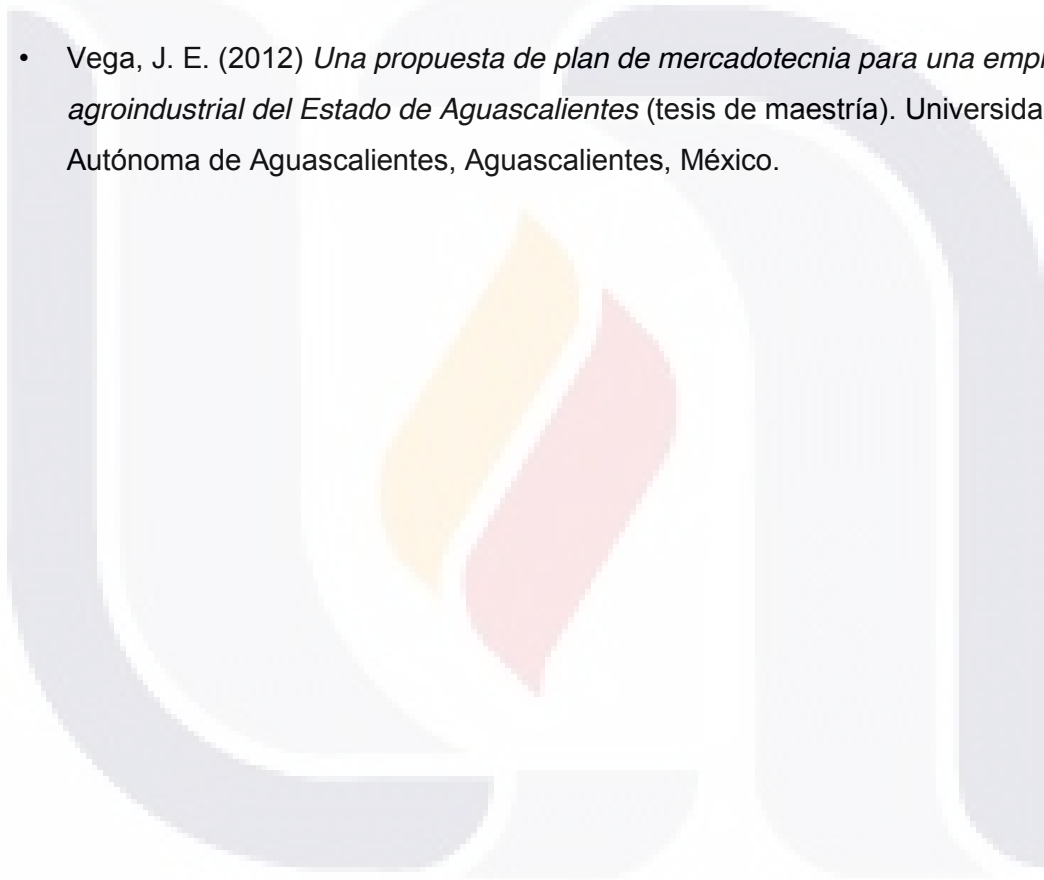 • Vega, J. E. (2012) Una propuesta de plan de mercadotecnia para una empr
agroindustrial del Estado de Aguascalientes (tesis de maestría). Universida
Autónoma de Aguascalientes, Aguascalientes, México.